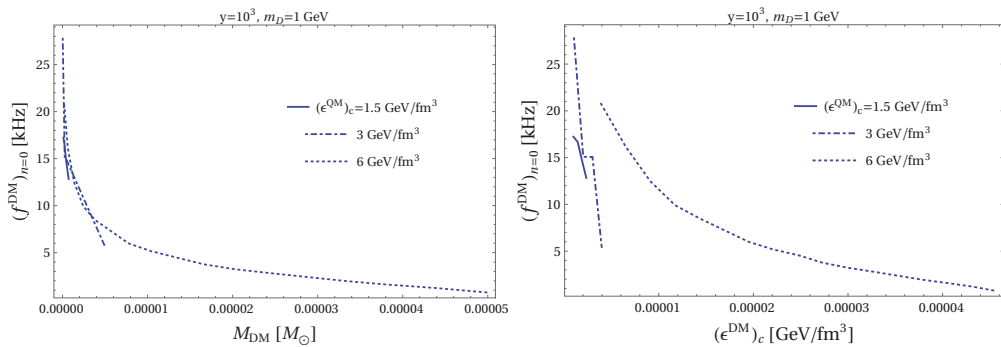 y=10³, m_D=1 GeV
(f^DM)_n=0 [kHz]
25
20
15
10
5
(ϵ^QM)_c=1.5 GeV/fm³
3 GeV/fm³
6 GeV/fm³
0.00000 0.00001 0.00002 0.00003 0.00004 0.00005
M_DM [M_⊙]
y=10³, m_D=1 GeV
(f^DM)_n=0 [kHz]
25
20
15
10
5
(ϵ^QM)_c=1.5 GeV/fm³
3 GeV/fm³
6 GeV/fm³
0.00001 0.00002 0.00003 0.00004
(ϵ^DM)_c [GeV/fm³]